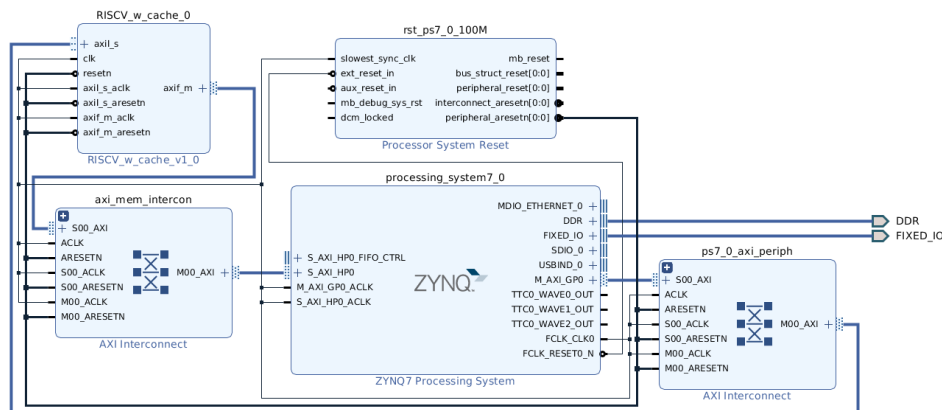 RISCV_w_cache_0
axil_s
clk
resetn
axil_s_aclk
axil_s_aresetn
axif_m_aclk
axif_m_aresetn
axif_m
RISCV_w_cache_v1_0
rst_ps7_0_100M
slowest_sync_clk
ext_reset_in
aux_reset_in
mb_debug_sys_rst
dcm_locked
mb_reset
bus_struct_reset[0:0]
peripheral_reset[0:0]
interconnect_aresetn[0:0]
peripheral_aresetn[0:0]
Processor System Reset
axi_mem_intercon
S00_AXI
ACLK
ARESETN
S00_ACLK
S00_ARESETN
M00_ACLK
M00_ARESETN
M00_AXI
AXI Interconnect
processing_system7_0
S_AXI_HP0_FIFO_CTRL
S_AXI_HP0
M_AXI_GP0_ACLK
S_AXI_HP0_ACLK
ZYNQ
MDIO_ETHERNET_0
DDR
FIXED_IO
SDIO_0
USBIND_0
M_AXI_GP0
TTC0_WAVE0_OUT
TTC0_WAVE1_OUT
TTC0_WAVE2_OUT
FCLK_CLK0
FCLK_RESET0_N
ZYNQ7 Processing System
DDR
FIXED_IO
ps7_0_axi_periph
S00_AXI
ACLK
ARESETN
S00_ACLK
S00_ARESETN
M00_ACLK
M00_ARESETN
M00_AXI
AXI Interconnect